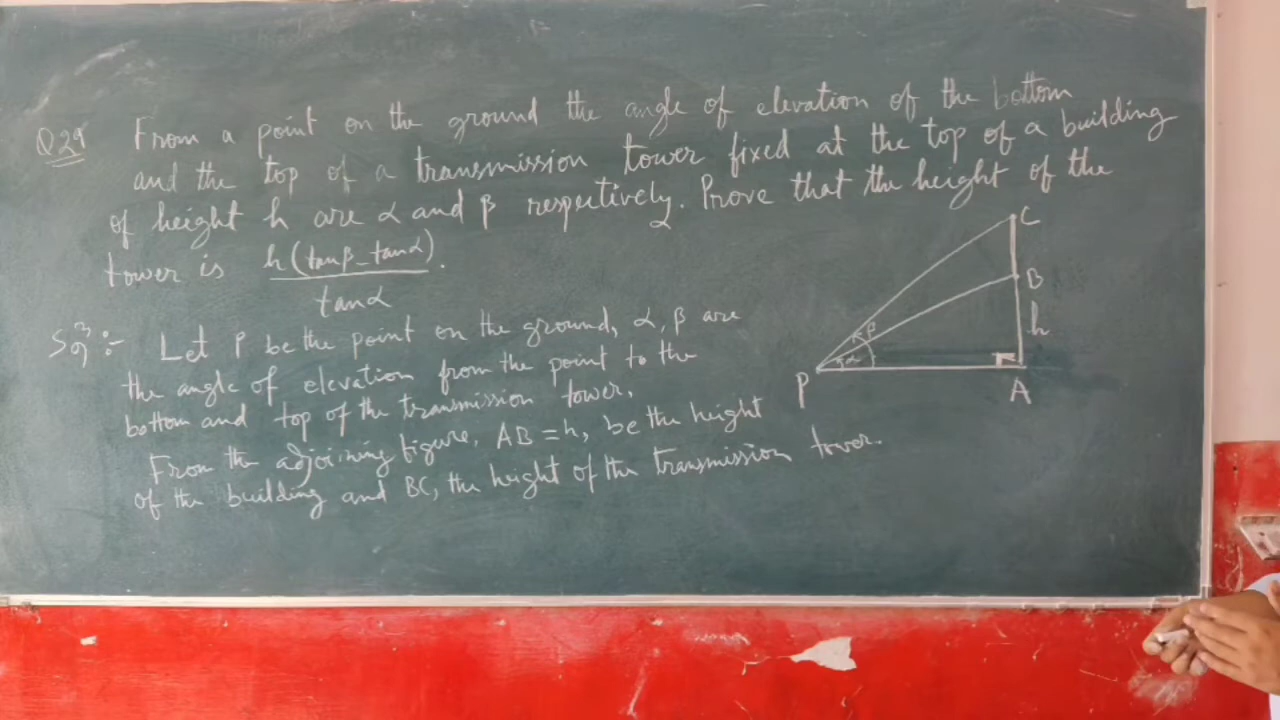 Q29 From a point on the ground the angle of elevation of the bottom
and the top of a transmission tower fixed at the top of a building
of height h are α and β respectively. Prove that the height of the
tower is h(tanβ-tanα)
tanα
.
Let P be the point on the ground, α, β are
the angle of elevation from the point to the
bottom and top of the transmission tower.
From the adjoining figure, AB = h, be the height
of the building and BC, the height of the transmission tower.
C
B
h
β
α
P
A